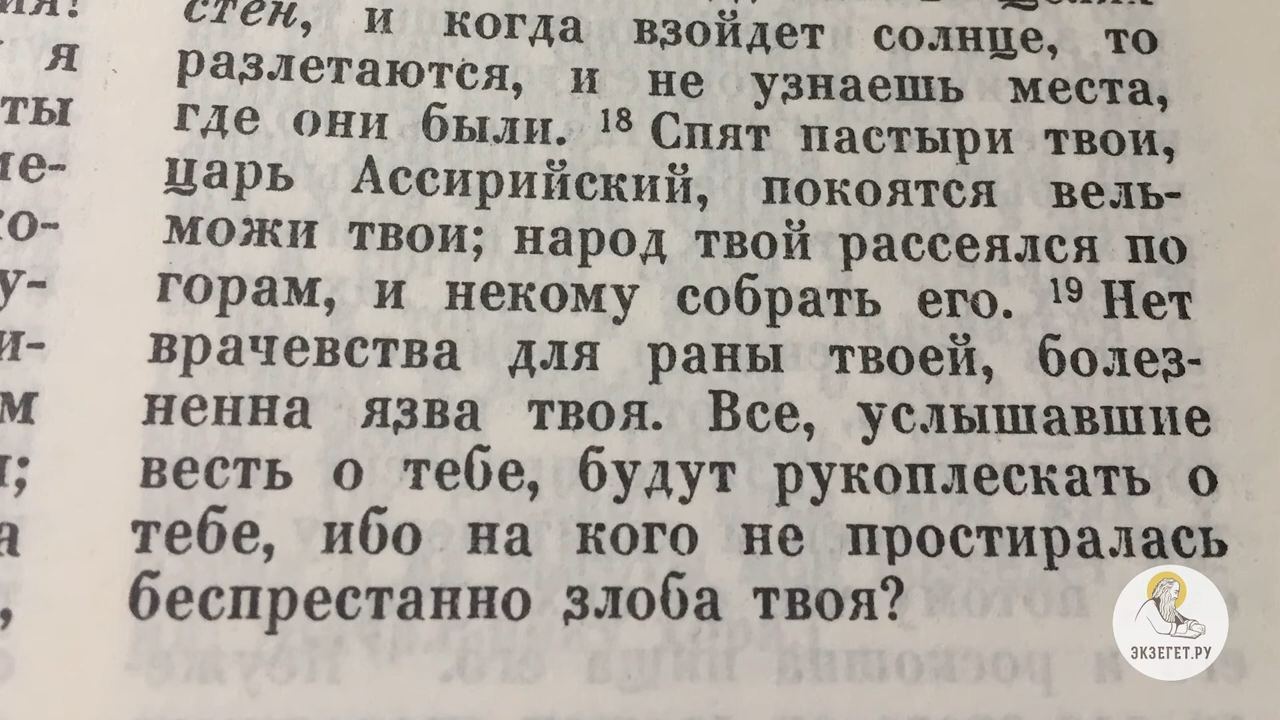 стен, и когда взойдет солнце, то
я разлетаются, и не узнаешь места,
ты где они были. 18 Спят пастыри твои,
царь Ассирийский, покоятся вель-
можи твои; народ твой рассеялся по
горам, и некому собрать его. 19 Нет
врачевства для раны твоей, болез-
ненна язва твоя. Все, услышавшие
весть о тебе, будут рукоплескать о
тебе, ибо на кого не простиралась
беспрестанно злоба твоя?
ЭКЗЕГЕТ.РУ